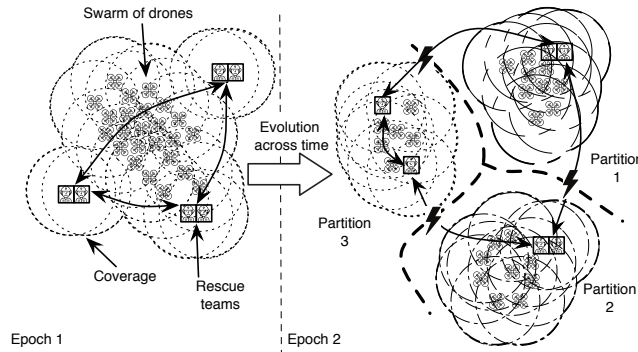 Swarm of drones
Evolution
across time
Partition
1
Partition
3
Coverage
Rescue
teams
Partition
2
Epoch 1
Epoch 2